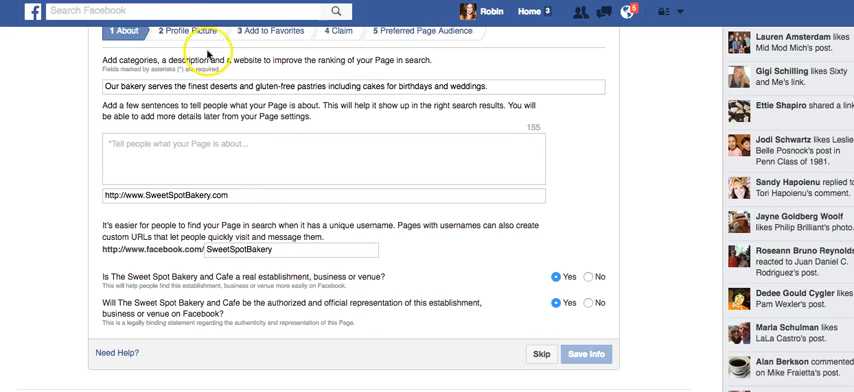 f Search Facebook Robin Home 3 5
1 About 2 Profile Picture 3 Add to Favorites 4 Claim 5 Preferred Page Audience
Add categories, a description and a website to improve the ranking of your Page in search.
Fields marked by asterisks (*) are required.
Our bakery serves the finest deserts and gluten-free pastries including cakes for birthdays and weddings.
Add a few sentences to tell people what your Page is about. This will help it show up in the right search results. You will
be able to add more details later from your Page settings.
155
*Tell people what your Page is about...
http://www.SweetSpotBakery.com
It's easier for people to find your Page in search when it has a unique username. Pages with usernames can also create
custom URLs that let people quickly visit and message them.
http://www.facebook.com/ SweetSpotBakery
Is The Sweet Spot Bakery and Cafe a real establishment, business or venue? Yes No
This will help people find this establishment, business or venue more easily on Facebook.
Will The Sweet Spot Bakery and Cafe be the authorized and official representation of this establishment, Yes No
business or venue on Facebook?
This is a legally binding statement regarding the authenticity and representation of this Page.
Need Help? Skip Save Info
Lauren Amsterdam likes
Mid Mod Mich's post.
Gigi Schilling likes Sixty
and Me's link.
Ettie Shapiro shared a link
Jodi Schwartz likes Leslie
Belle Posnock's post in
Penn Class of 1981.
Sandy Hapoienu replied to
Tori Hapoienu's comment.
Jayne Goldberg Woolf
likes Philip Brilliant's photo.
Roseann Bruno Reynolds
reacted to Juan Daniel C.
Rodriguez's post.
Dedee Gould Cygler likes
Pam Wexler's post.
Marla Schulman likes
LaLa Castro's post.
Alan Berkson commented
on Mike Fraietta's post.